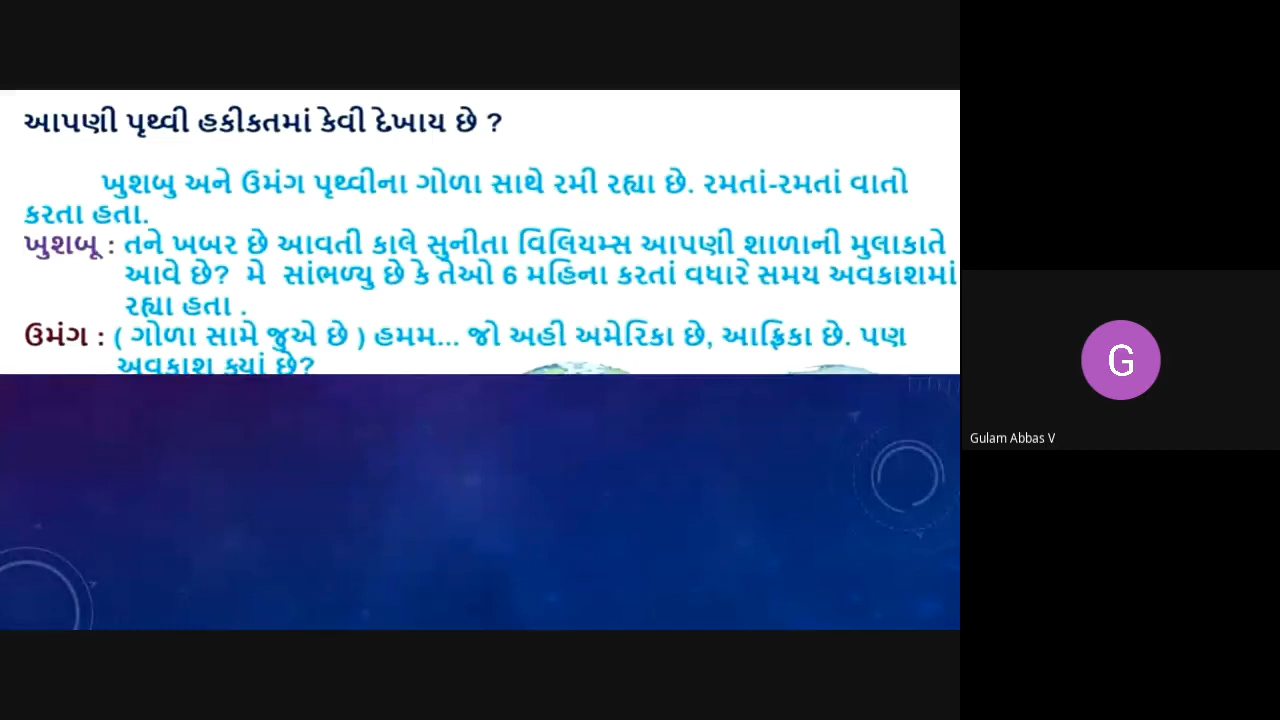 આપણી પૃથ્વી હકીકતમાં કેવી દેખાય છે ?
ખુશબુ અને ઉમંગ પૃથ્વીના ગોળા સાથે રમી રહ્યા છે. રમતાં-રમતાં વાતો
કરતા હતા.
ખુશબૂ : તને ખબર છે આવતી કાલે સુનીતા વિલિયમ્સ આપણી શાળાની મુલાકાતે
આવે છે? મે સાંભળ્યુ છે કે તેઓ 6 મહિના કરતાં વધારે સમય અવકાશમાં
રહ્યા હતા .
ઉમંગ : ( ગોળા સામે જુએ છે ) હમમ... જો અહી અમેરિકા છે, આફ્રિકા છે. પણ
અવકાશ ક્યાં છે?
G
Gulam Abbas V